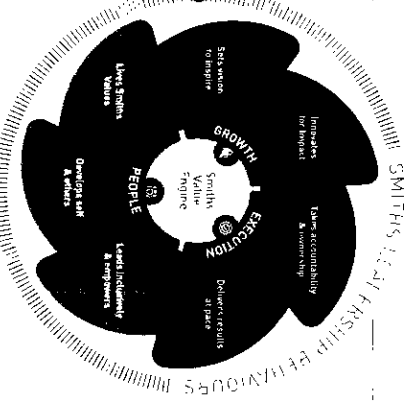 SMITHS LEADERSHIP BEHAVIOURS
Sets vision
to inspire
Innovates
for impact
Takes accountability
& ownership
Delivers results
at pace
Leads inclusively
& empowers
Develops self
& others
Lives Smiths
Values
GROWTH
EXECUTION
PEOPLE
Smiths
Value
Engine